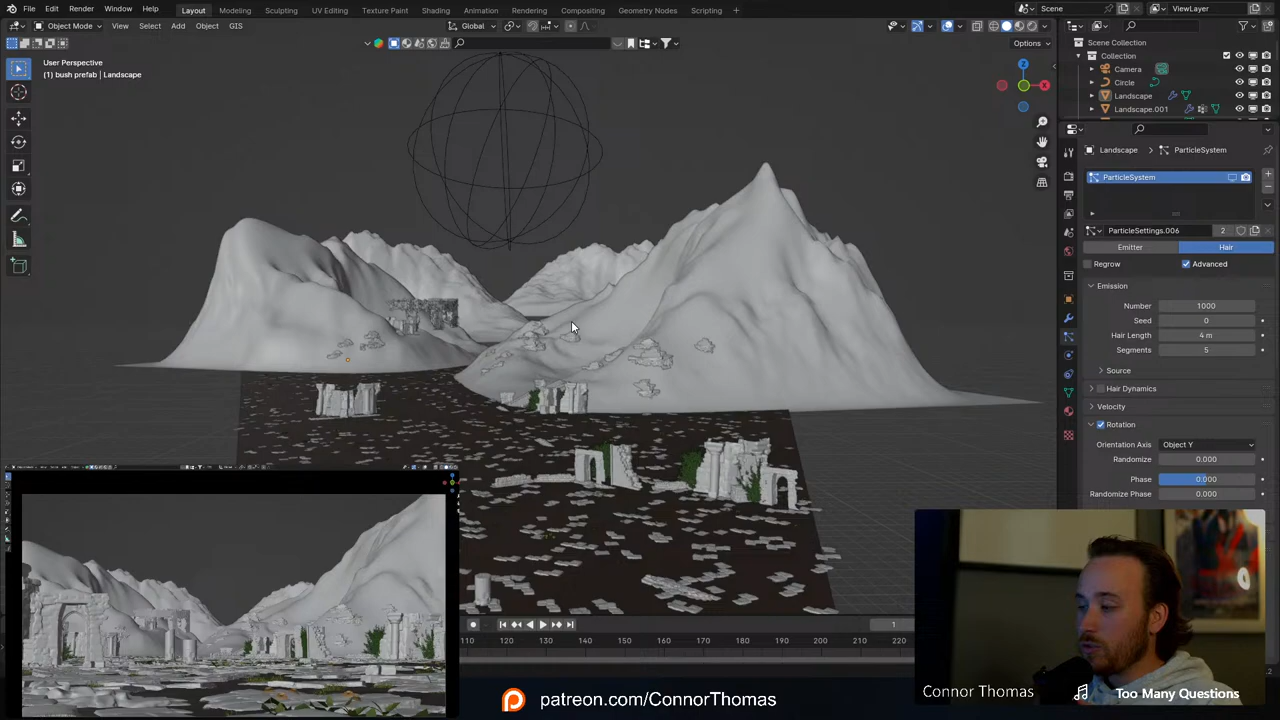 File Edit Render Window Help Layout Modeling Sculpting UV Editing Texture Paint Shading Animation Rendering Compositing Geometry Nodes Scripting + Scene ViewLayer
Object Mode View Select Add Object GIS Global
Options
User Perspective
(1) bush prefab | Landscape
Z
X
Scene Collection
Collection
Camera
Circle
Landscape
Landscape.001
Landscape > ParticleSystem
ParticleSystem
ParticleSettings.006 2
Emitter Hair
Regrow Advanced
Emission
Number 1000
Seed 0
Hair Length 4 m
Segments 5
Source
Hair Dynamics
Velocity
Rotation
Orientation Axis Object Y
Randomize 0.000
Phase 0.000
Randomize Phase 0.000
1
110 120 130 140 150 160 170 180 190 200 210 220
patreon.com/ConnorThomas
Connor Thomas Too Many Questions